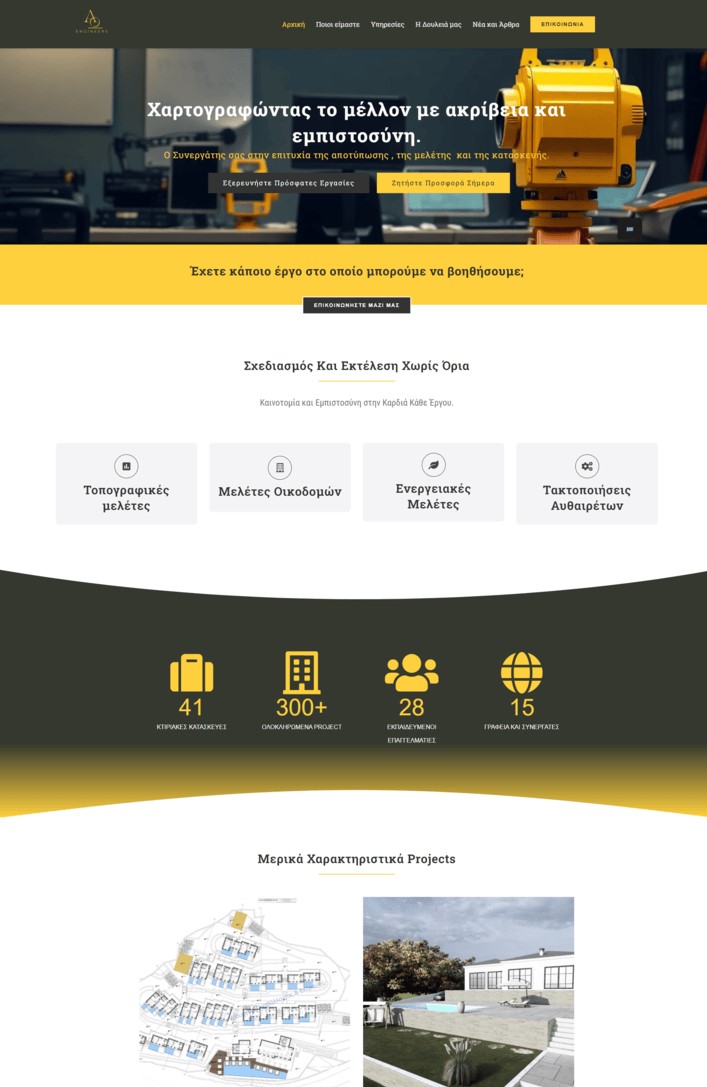 ENGINEERS
Αρχική Ποιοι είμαστε Υπηρεσίες Η Δουλειά μας Νέα και Άρθρα ΕΠΙΚΟΙΝΩΝΙΑ
Χαρτογραφώντας το μέλλον με ακρίβεια και
εμπιστοσύνη.
Ο Συνεργάτης σας στην επιτυχία της αποτύπωσης , της μελέτης και της κατασκευής.
Εξερευνήστε Πρόσφατες Εργασίες Ζητήστε Προσφορά Σήμερα
Έχετε κάποιο έργο στο οποίο μπορούμε να βοηθήσουμε;
ΕΠΙΚΟΙΝΩΝΗΣΤΕ ΜΑΖΙ ΜΑΣ
Σχεδιασμός Και Εκτέλεση Χωρίς Όρια
Καινοτομία και Εμπιστοσύνη στην Καρδιά Κάθε Έργου.
Τοπογραφικές
μελέτες
Μελέτες Οικοδομών
Ενεργειακές
Μελέτες
Τακτοποιήσεις
Αυθαιρέτων
41 300+ 28 15
ΚΤΙΡΙΑΚΕΣ ΚΑΤΑΣΚΕΥΕΣ ΟΛΟΚΛΗΡΩΜΕΝΑ PROJECT ΕΚΠΑΙΔΕΥΜΕΝΟΙ ΓΡΑΦΕΙΑ ΚΑΙ ΣΥΝΕΡΓΑΤΕΣ
ΕΠΑΓΓΕΛΜΑΤΙΕΣ
Μερικά Χαρακτηριστικά Projects